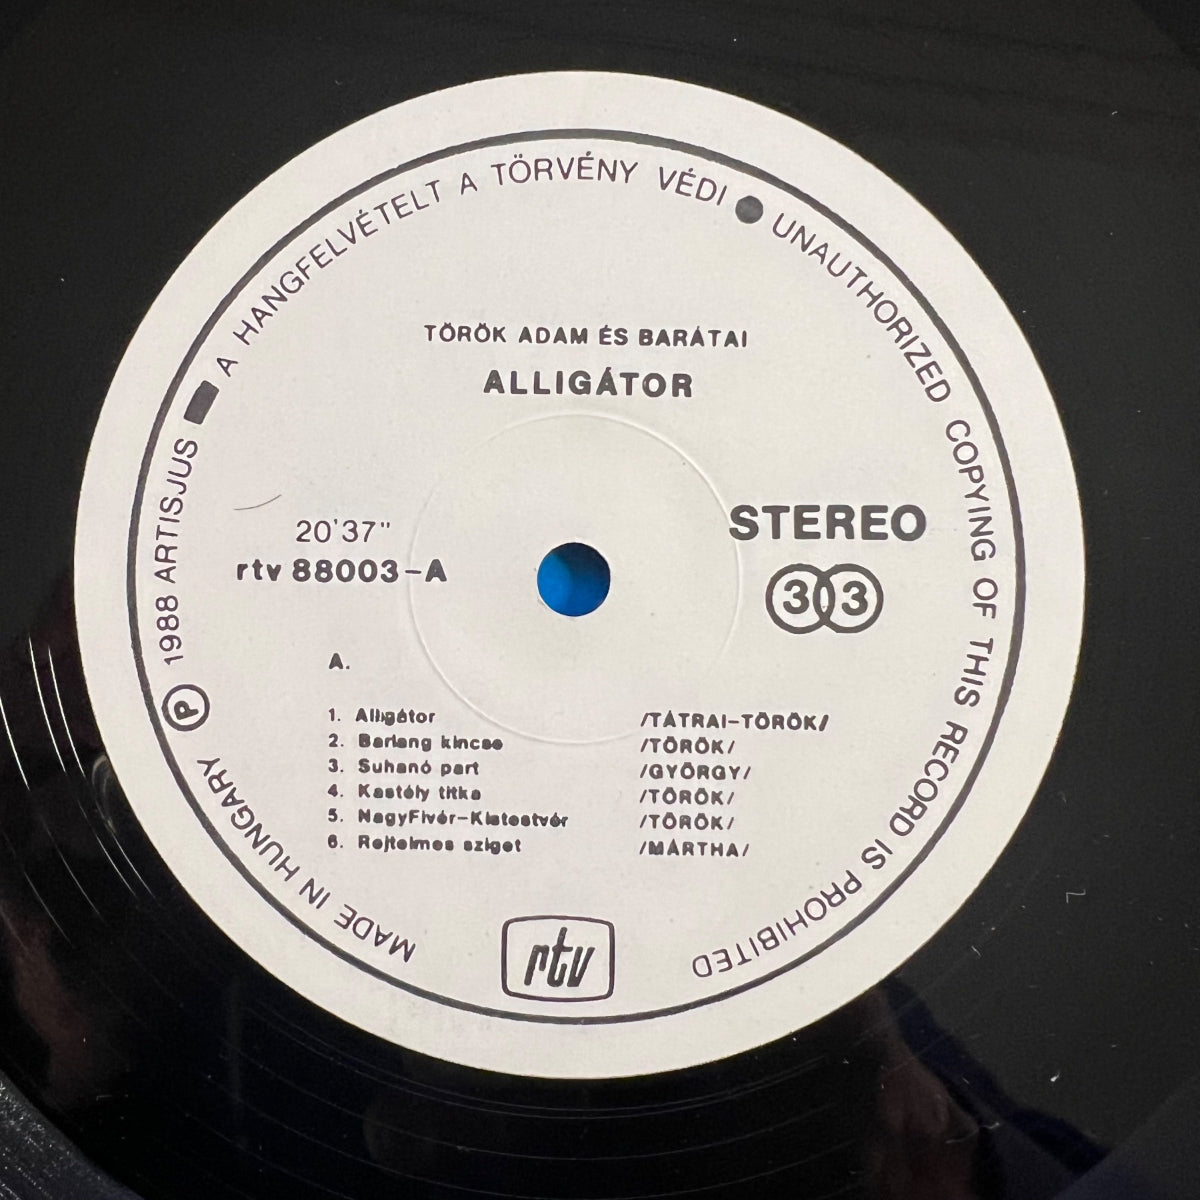 Ⓟ 1988 ARTISJUS ■ A HANGFELVÉTELT A TÖRVÉNY VÉDI ● UNAUTHORIZED COPYING OF THIS RECORD IS PROHIBITED
TÖRÖK ADAM ÉS BARÁTAI
ALLIGÁTOR
STEREO
20'37"
rtv 88003-A
33
A.
1. Alligátor /TÁTRAI-TÖRÖK/
2. Barlang kincse /TÖRÖK/
3. Suhanó part /GYÖRGY/
4. Kastély titka /TÖRÖK/
5. NagyFivér-Kistestvér /TÖRÖK/
6. Rejtelmes sziget /MÁRTHA/
rtv
MADE IN HUNGARY